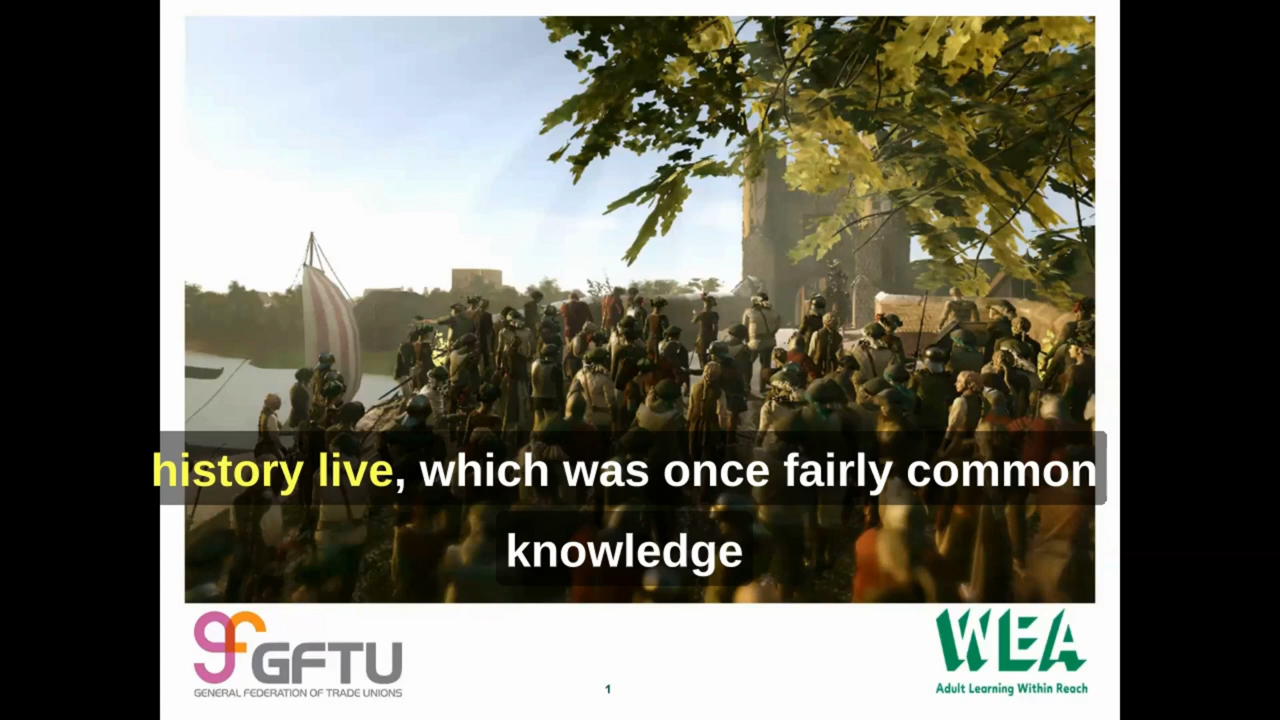 history live, which was once fairly common
knowledge
gf GFTU
GENERAL FEDERATION OF TRADE UNIONS
1
WEA
Adult Learning Within Reach